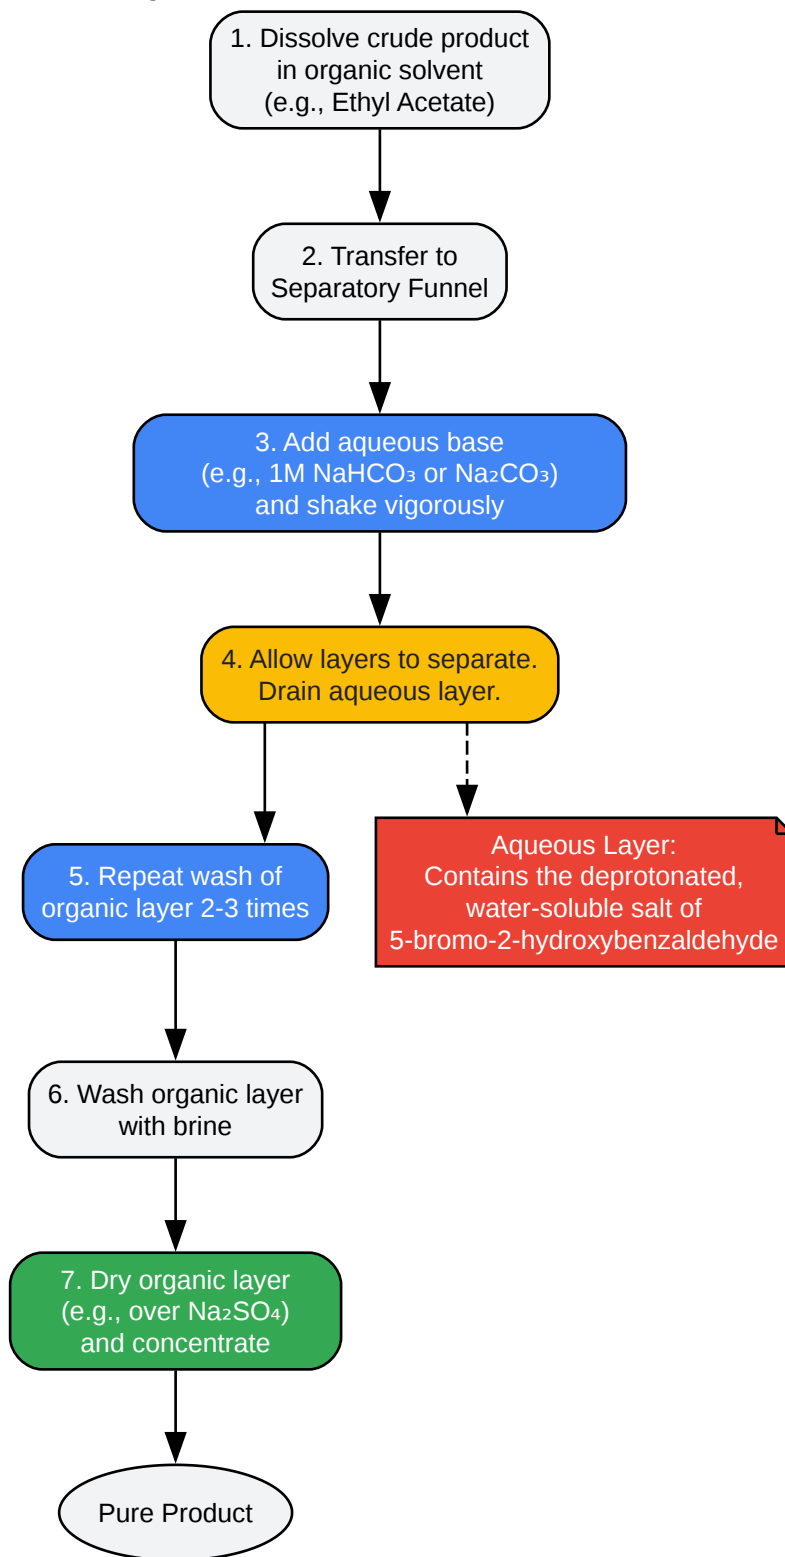 1. Dissolve crude product
in organic solvent
(e.g., Ethyl Acetate)
2. Transfer to
Separatory Funnel
3. Add aqueous base
(e.g., 1M NaHCO₃ or Na₂CO₃)
and shake vigorously
4. Allow layers to separate.
Drain aqueous layer.
5. Repeat wash of
organic layer 2-3 times
Aqueous Layer:
Contains the deprotonated,
water-soluble salt of
5-bromo-2-hydroxybenzaldehyde
6. Wash organic layer
with brine
7. Dry organic layer
(e.g., over Na₂SO₄)
and concentrate
Pure Product